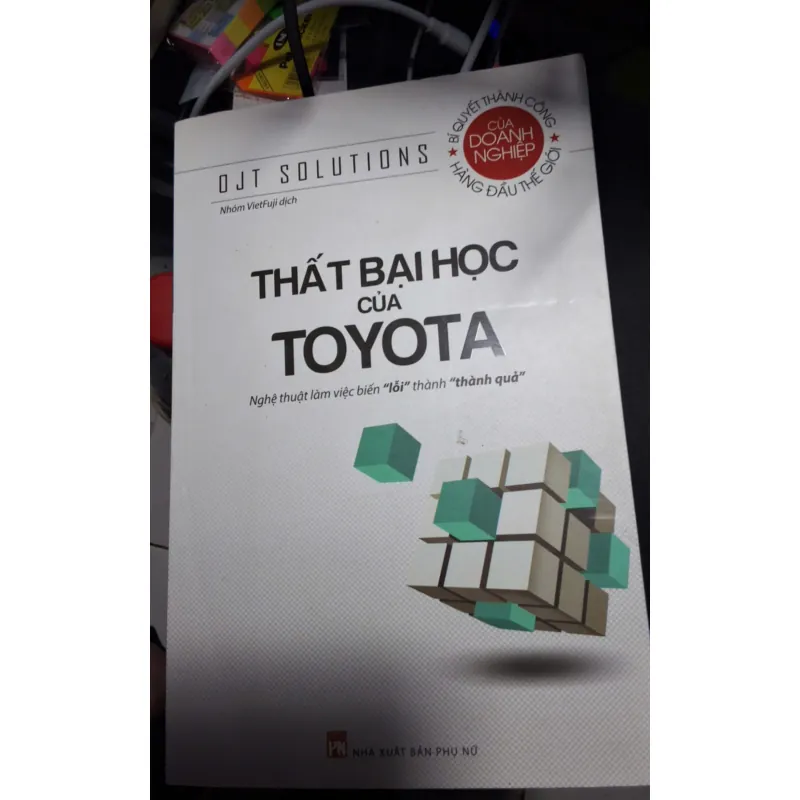 OJT SOLUTIONS
Nhóm VietFuji dịch
BÍ QUYẾT THÀNH CÔNG
CỦA
DOANH
NGHIỆP
HÀNG ĐẦU THẾ GIỚI
THẤT BẠI HỌC
CỦA
TOYOTA
Nghệ thuật làm việc biến “lỗi” thành “thành quả”
NHÀ XUẤT BẢN PHỤ NỮ